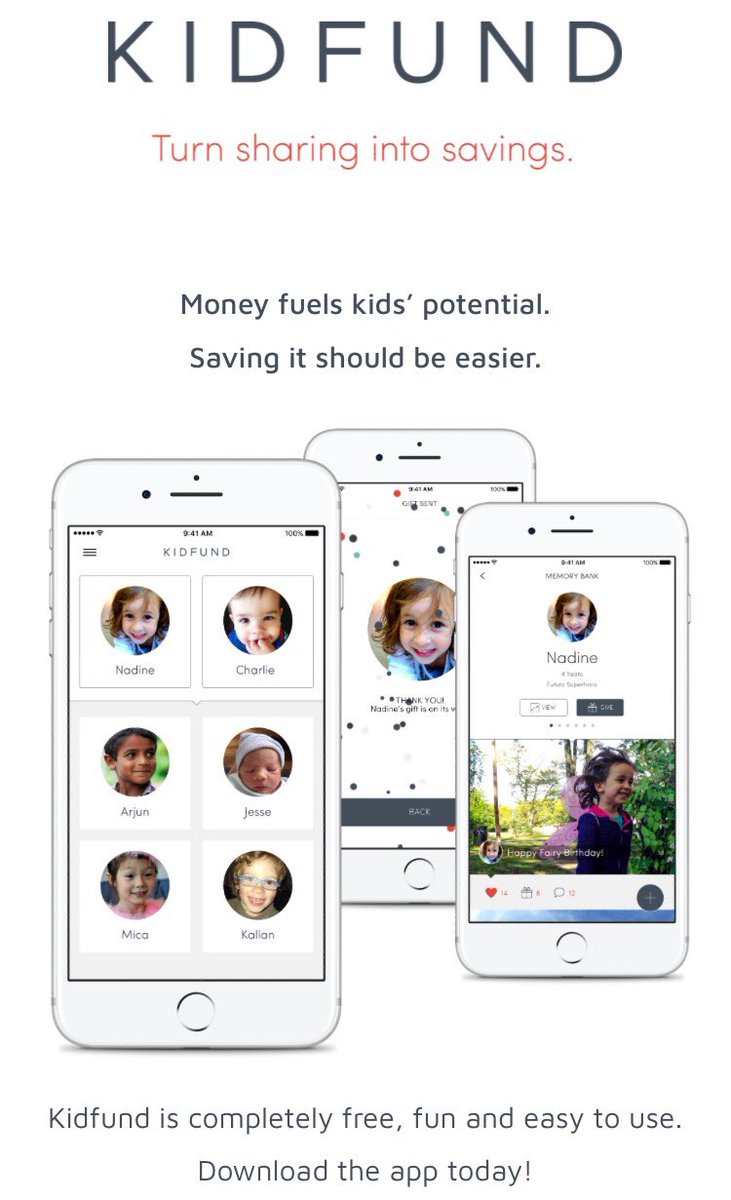 KIDFUND
Turn sharing into savings.
Money fuels kids’ potential.
Saving it should be easier.
9:41 AM
100%
KIDFUND
Nadine
Charlie
Arjun
Jesse
Mica
Kalian
9:41 AM
100%
GIFT SENT
THANK YOU!
Nadine's gift is on its
BACK
9:41 AM
100%
MEMORY BANK
Nadine
4 Years
Future Superhero
VIEW
GIVE
Happy Fairy Birthday!
14
8
12
Kidfund is completely free, fun and easy to use.
Download the app today!